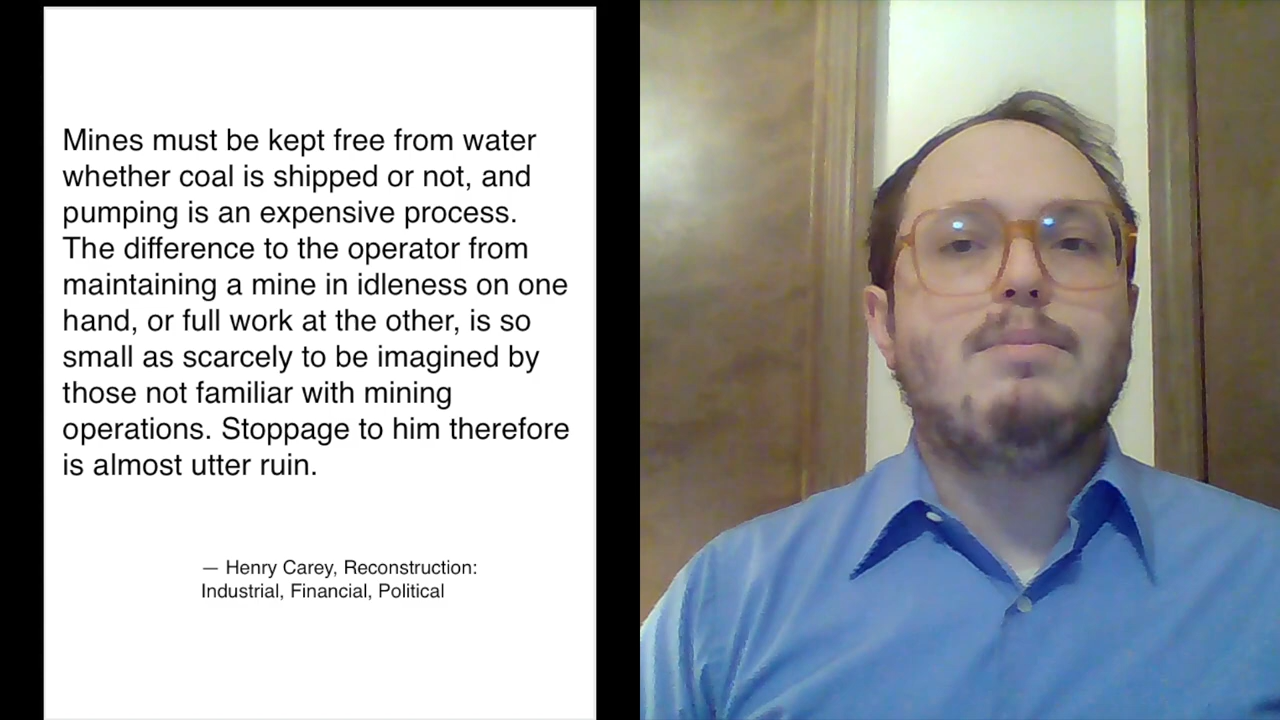 Mines must be kept free from water
whether coal is shipped or not, and
pumping is an expensive process.
The difference to the operator from
maintaining a mine in idleness on one
hand, or full work at the other, is so
small as scarcely to be imagined by
those not familiar with mining
operations. Stoppage to him therefore
is almost utter ruin.
— Henry Carey, Reconstruction:
Industrial, Financial, Political